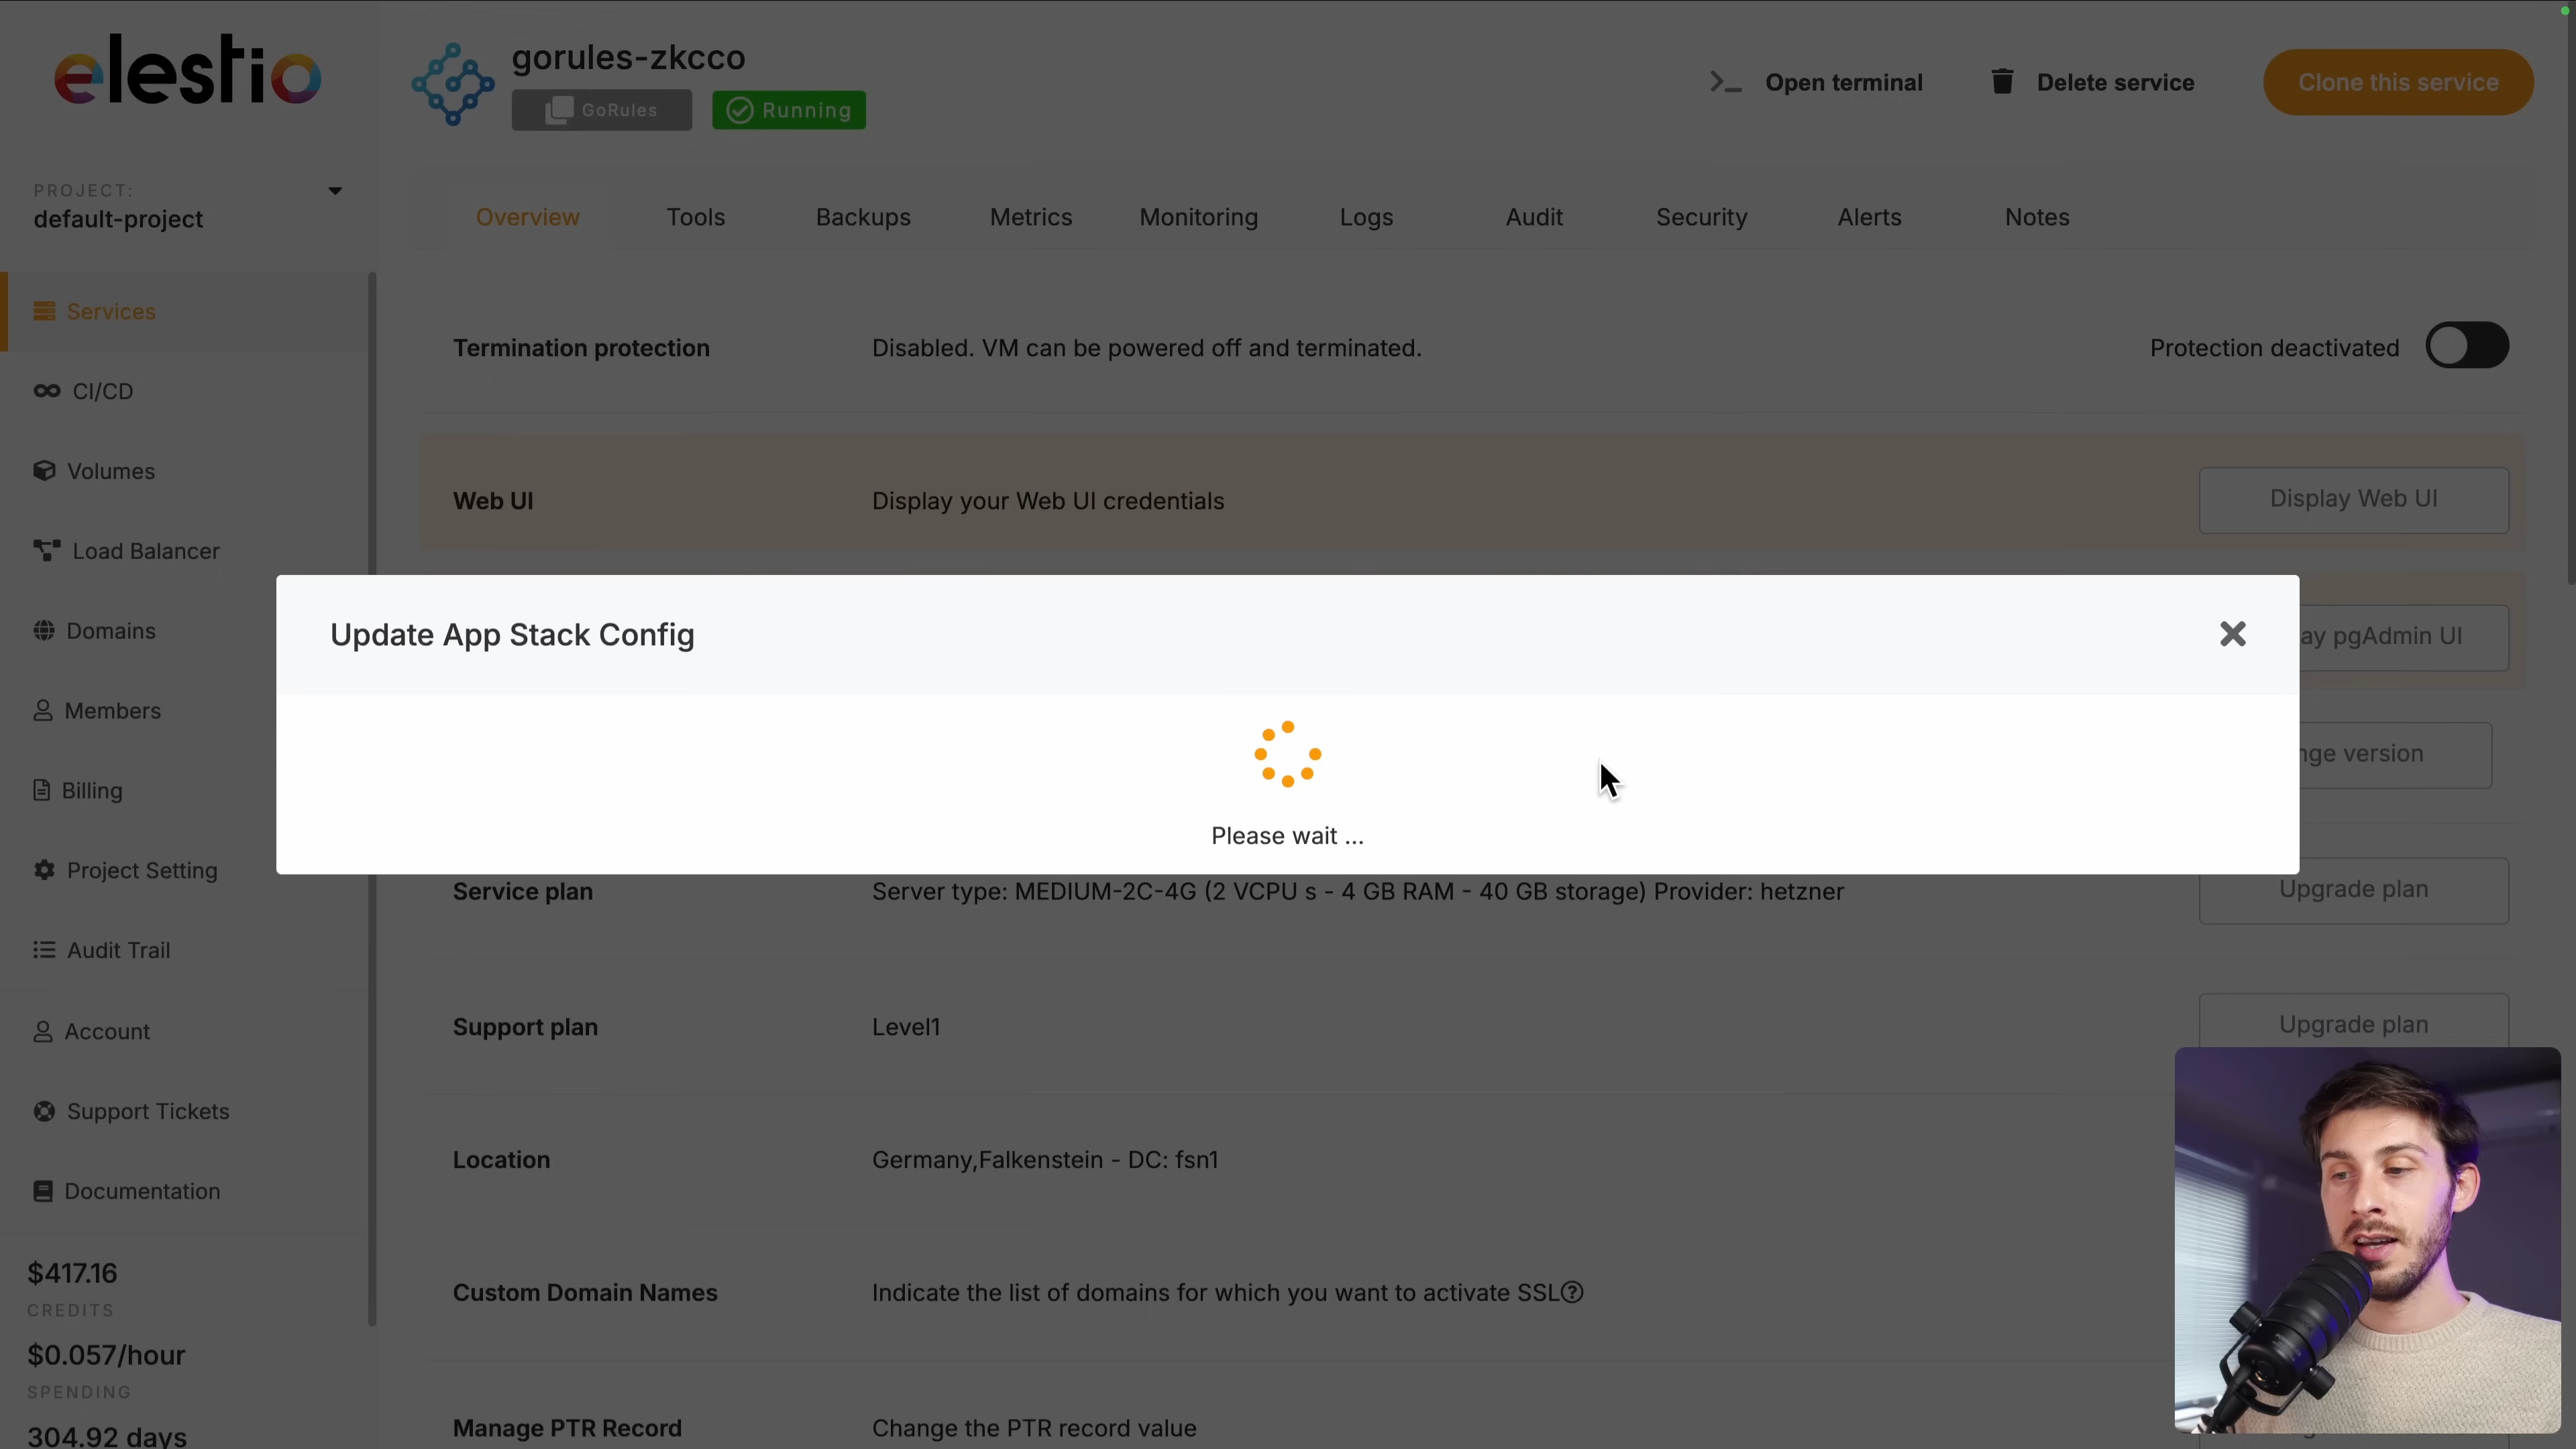 elestio
PROJECT:
default-project
Services
CI/CD
Volumes
Load Balancer
Domains
Members
Billing
Project Setting
Audit Trail
Account
Support Tickets
Documentation
$417.16
CREDITS
$0.057/hour
SPENDING
304.92 days
gorules-zkcco
GoRules
Running
Open terminal
Delete service
Clone this service
Overview
Tools
Backups
Metrics
Monitoring
Logs
Audit
Security
Alerts
Notes
Termination protection
Disabled. VM can be powered off and terminated.
Protection deactivated
Web UI
Display your Web UI credentials
Display Web UI
Update App Stack Config
pgAdmin UI
Please wait ...
version
Service plan
Server type: MEDIUM-2C-4G (2 VCPU s - 4 GB RAM - 40 GB storage) Provider: hetzner
Upgrade plan
Support plan
Level1
Upgrade plan
Location
Germany,Falkenstein - DC: fsn1
Custom Domain Names
Indicate the list of domains for which you want to activate SSL
Manage PTR Record
Change the PTR record value